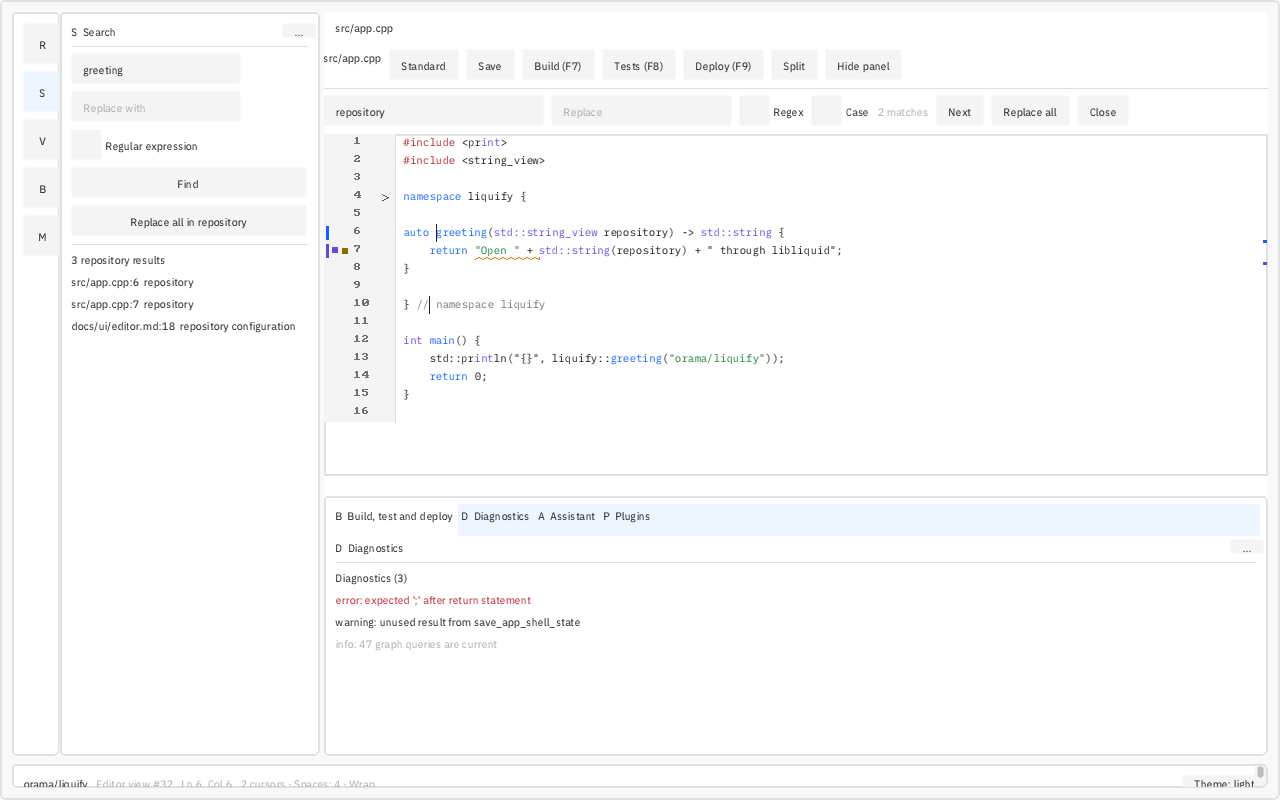 R
S
V
B
M
S Search
...
greeting
Replace with
Regular expression
Find
Replace all in repository
3 repository results
src/app.cpp:6 repository
src/app.cpp:7 repository
docs/ui/editor.md:18 repository configuration
src/app.cpp
src/app.cpp Standard Save Build (F7) Tests (F8) Deploy (F9) Split Hide panel
repository Replace Regex Case 2 matches Next Replace all Close
1 #include <print>
2 #include <string_view>
3
4 > namespace liquify {
5
6 auto greeting(std::string_view repository) -> std::string {
7 return "Open " + std::string(repository) + " through libliquid";
8 }
9
10 } // namespace liquify
11
12 int main() {
13 std::println("{}", liquify::greeting("orama/liquify"));
14 return 0;
15 }
16
B Build, test and deploy D Diagnostics A Assistant P Plugins
D Diagnostics ...
Diagnostics (3)
error: expected ';' after return statement
warning: unused result from save_app_shell_state
info: 47 graph queries are current
orama/liquify Editor view #32 Ln 6, Col 6 2 cursors · Spaces: 4 · Wrap Theme: light